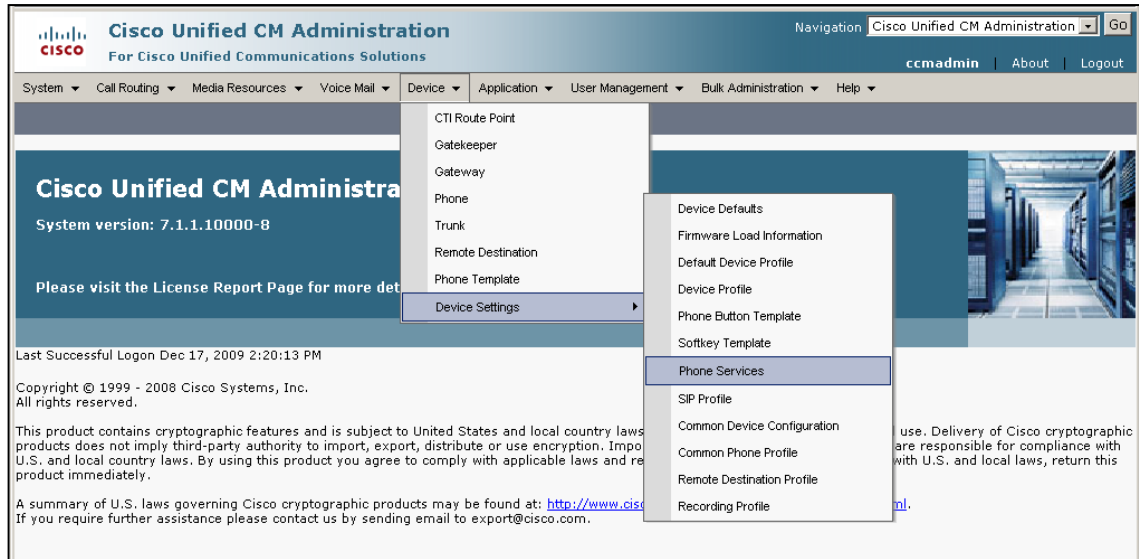 Cisco Unified CM Administration
For Cisco Unified Communications Solutions
CISCO
Navigation Cisco Unified CM Administration GO
ccmadmin | About | Logout
System Call Routing Media Resources Voice Mail Device Application User Management Bulk Administration Help
CTI Route Point
Gatekeeper
Gateway
Phone
Trunk
Remote Destination
Phone Template
Device Settings
Device Defaults
Firmware Load Information
Default Device Profile
Device Profile
Phone Button Template
Softkey Template
Phone Services
SIP Profile
Common Device Configuration
Common Phone Profile
Remote Destination Profile
Recording Profile
Cisco Unified CM Administra
System version: 7.1.1.10000-8
Please visit the License Report Page for more det
Last Successful Logon Dec 17, 2009 2:20:13 PM
Copyright © 1999 - 2008 Cisco Systems, Inc.
All rights reserved.
This product contains cryptographic features and is subject to United States and local country laws use. Delivery of Cisco cryptographic
products does not imply third-party authority to import, export, distribute or use encryption. Impo are responsible for compliance with
U.S. and local country laws. By using this product you agree to comply with applicable laws and re with U.S. and local laws, return this
product immediately.
A summary of U.S. laws governing Cisco cryptographic products may be found at: http://www.cisc ml.
If you require further assistance please contact us by sending email to export@cisco.com.